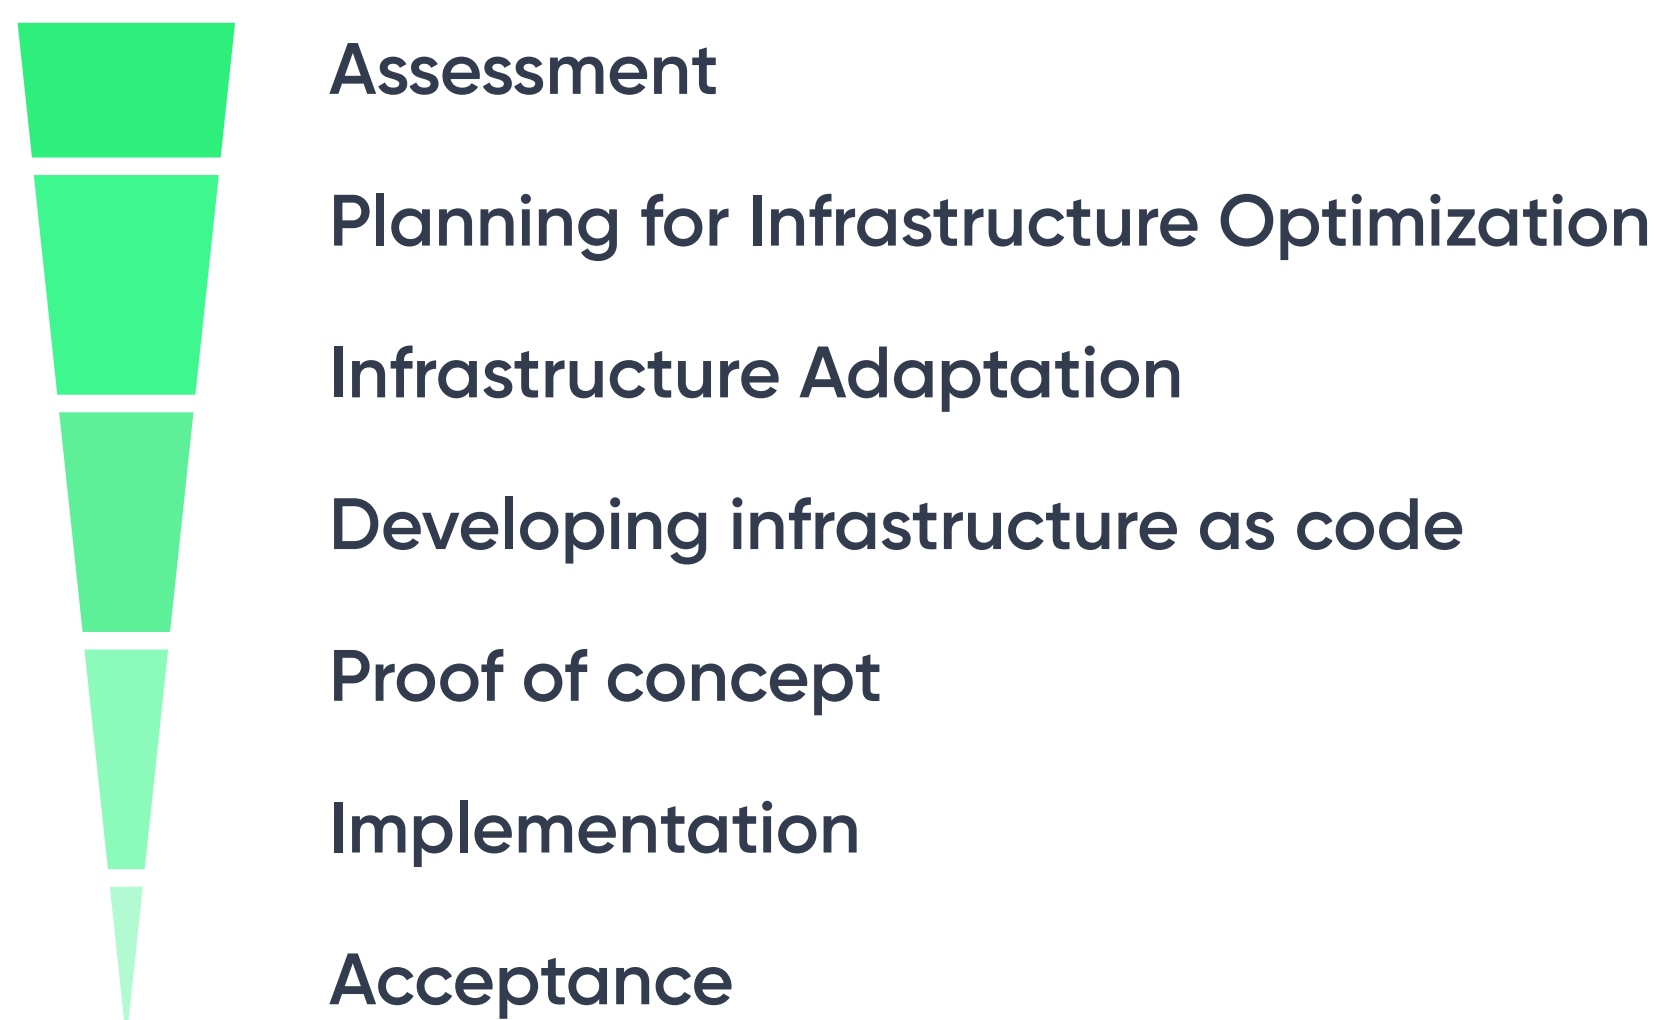 Assessment
Planning for Infrastructure Optimization
Infrastructure Adaptation
Developing infrastructure as code
Proof of concept
Implementation
Acceptance